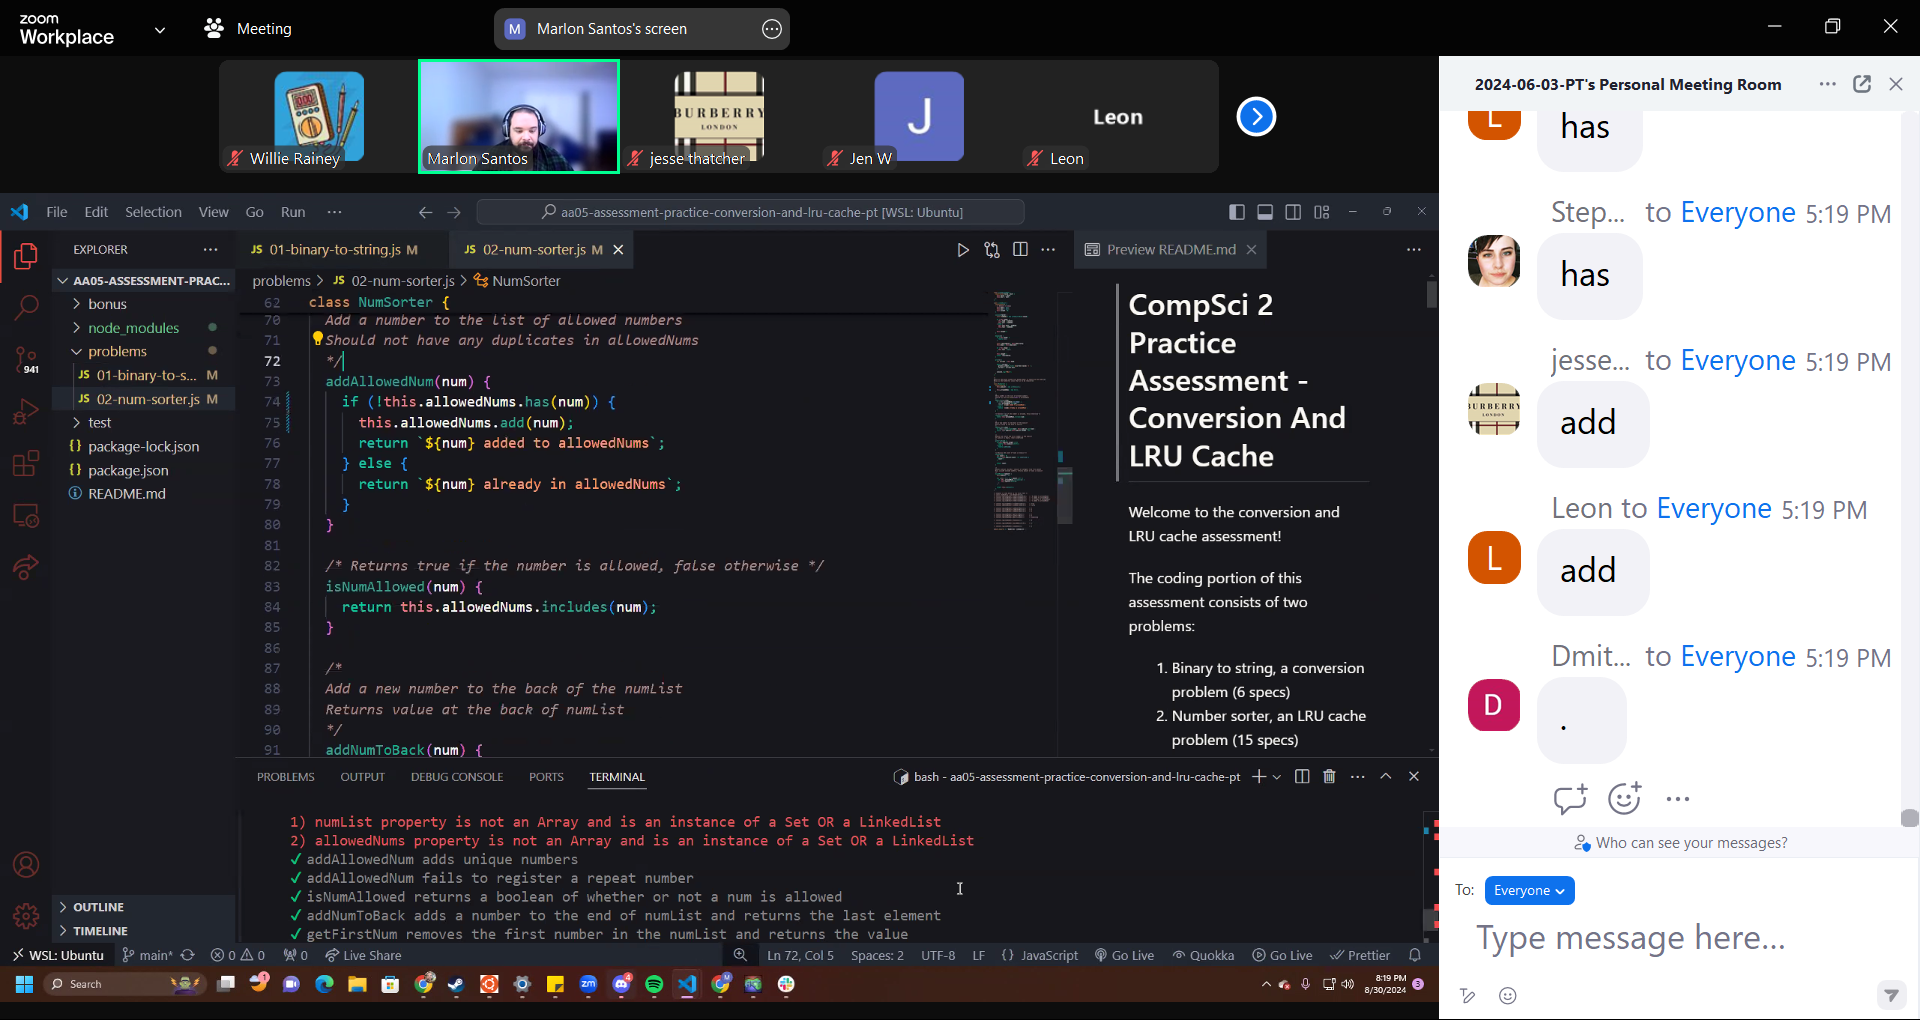 zoom
Workplace
Meeting
M Marlon Santos's screen
BURBERRY
LONDON
J
Leon
Willie Rainey
Marlon Santos
jesse thatcher
Jen W
Leon
File Edit Selection View Go Run ···
aa05-assessment-practice-conversion-and-lru-cache-pt [WSL: Ubuntu]
EXPLORER
AA05-ASSESSMENT-PRAC...
bonus
node_modules
problems
JS 01-binary-to-s... M
JS 02-num-sorter.js M
test
{} package-lock.json
{} package.json
README.md
OUTLINE
TIMELINE
941
JS 01-binary-to-string.js M
JS 02-num-sorter.js M
problems > JS 02-num-sorter.js > NumSorter
62 class NumSorter {
70 Add a number to the list of allowed numbers
71 Should not have any duplicates in allowedNums
72 */
73 addAllowedNum(num) {
74 if (!this.allowedNums.has(num)) {
75 this.allowedNums.add(num);
76 return `${num} added to allowedNums`;
77 } else {
78 return `${num} already in allowedNums`;
79 }
80 }
81
82 /* Returns true if the number is allowed, false otherwise */
83 isNumAllowed(num) {
84 return this.allowedNums.includes(num);
85 }
86
87 /*
88 Add a new number to the back of the numList
89 Returns value at the back of numList
90 */
91 addNumToBack(num) {
Preview README.md
CompSci 2
Practice
Assessment -
Conversion And
LRU Cache
Welcome to the conversion and
LRU cache assessment!
The coding portion of this
assessment consists of two
problems:
1. Binary to string, a conversion
problem (6 specs)
2. Number sorter, an LRU cache
problem (15 specs)
PROBLEMS OUTPUT DEBUG CONSOLE PORTS TERMINAL
bash - aa05-assessment-practice-conversion-and-lru-cache-pt
1) numList property is not an Array and is an instance of a Set OR a LinkedList
2) allowedNums property is not an Array and is an instance of a Set OR a LinkedList
✓ addAllowedNum adds unique numbers
✓ addAllowedNum fails to register a repeat number
✓ isNumAllowed returns a boolean of whether or not a num is allowed
✓ addNumToBack adds a number to the end of numList and returns the last element
✓ getFirstNum removes the first number in the numList and returns the value
WSL: Ubuntu main* 0 0 0 Live Share Ln 72, Col 5 Spaces: 2 UTF-8 LF {} JavaScript Go Live Quokka Go Live Prettier
Search
8:19 PM
8/30/2024
2024-06-03-PT's Personal Meeting Room
L
has
Step... to Everyone 5:19 PM
has
jesse... to Everyone 5:19 PM
add
Leon to Everyone 5:19 PM
L
add
Dmit... to Everyone 5:19 PM
D
.
Who can see your messages?
To: Everyone
Type message here...